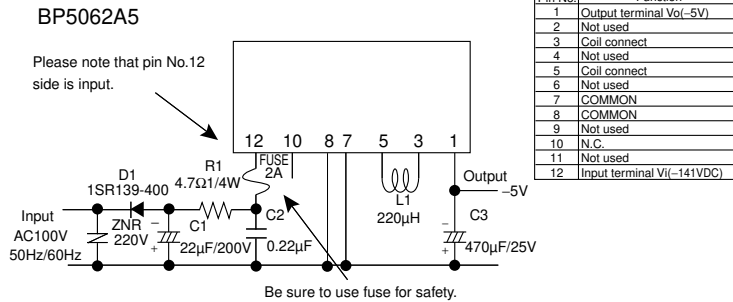 BP5062A5
Please note that pin No.12
side is input.
12 10 8 7 5 3 1
FUSE
2A
R1
4.7Ω1/4W
D1
1SR139-400
L1
220μH
Output
−5V
Input
AC100V
50Hz/60Hz
ZNR
220V
−
+
C1
22μF/200V
C2
0.22μF
−
+
C3
470μF/25V
Be sure to use fuse for safety.
Pin No. Function
1 Output terminal Vo(−5V)
2 Not used
3 Coil connect
4 Not used
5 Coil connect
6 Not used
7 COMMON
8 COMMON
9 Not used
10 N.C.
11 Not used
12 Input terminal Vi(−141VDC)